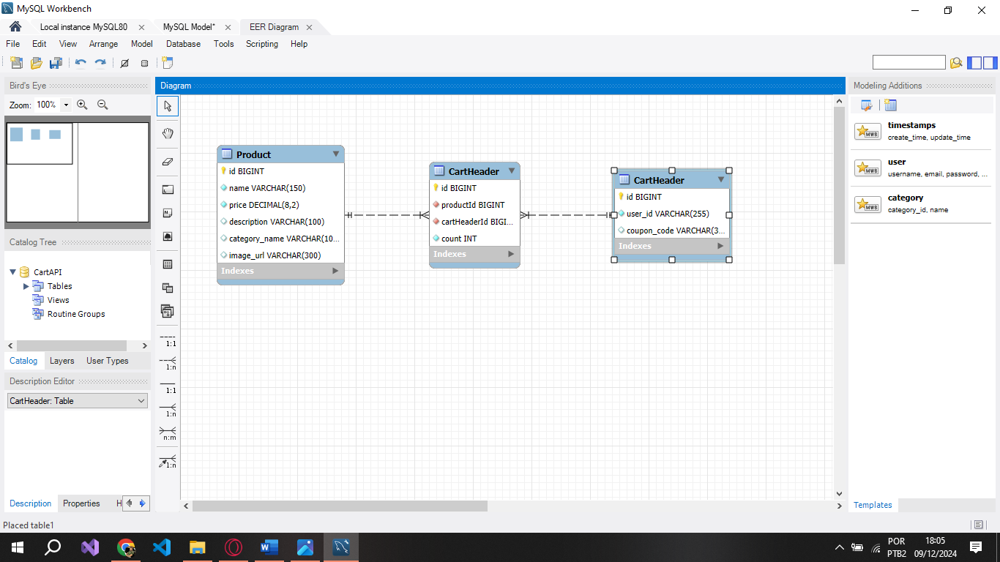 MySQL Workbench
Local instance MySQL80
MySQL Model*
EER Diagram
File Edit View Arrange Model Database Tools Scripting Help
Bird's Eye
Zoom: 100%
Catalog Tree
CartAPI
Tables
Views
Routine Groups
Catalog Layers User Types
Description Editor
CartHeader: Table
Description Properties H
Diagram
1:1
1:n
1:1
1:n
n:m
1:n
Product
id BIGINT
name VARCHAR(150)
price DECIMAL(8,2)
description VARCHAR(100)
category_name VARCHAR(10...
image_url VARCHAR(300)
Indexes
CartHeader
id BIGINT
productId BIGINT
cartHeaderId BIGI...
count INT
Indexes
CartHeader
id BIGINT
user_id VARCHAR(255)
coupon_code VARCHAR(3...
Indexes
Modeling Additions
MWB
timestamps
create_time, update_time
MWB
user
username, email, password, ...
MWB
category
category_id, name
Templates
Placed table1
POR
PTB2
18:05
09/12/2024